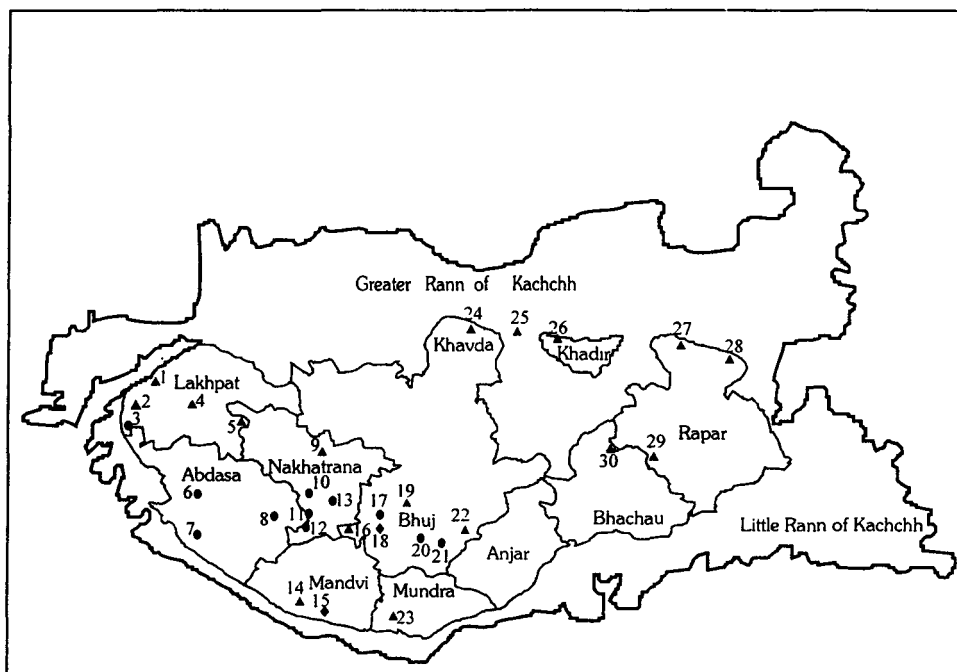 Greater Rann of Kachchh
24
25
26
27
28
Khavda
Khadir
1
Lakhpat
2
4
3
5
9
Nakhatrana
30
29
Rapar
Abdasa
6
10
13
17
19
7
8
11
12
16
18
Bhuj
22
20
21
Anjar
Bhachau
Little Rann of Kachchh
Mandvi
14
15
Mundra
23